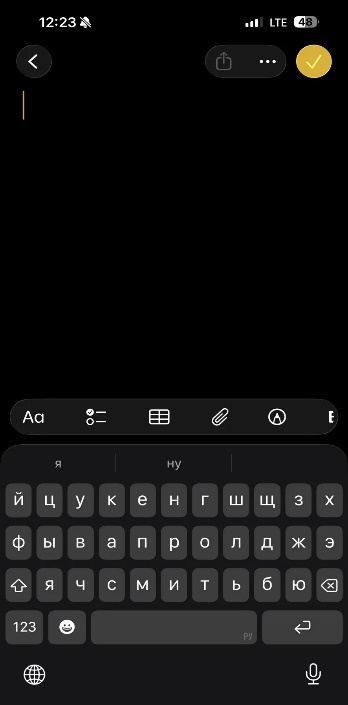 12:23 LTE 48
Aa
я ну
й ц у к е н г ш щ з х
ф ы в а п р о л д ж э
я ч с м и т ь б ю
123 РУ